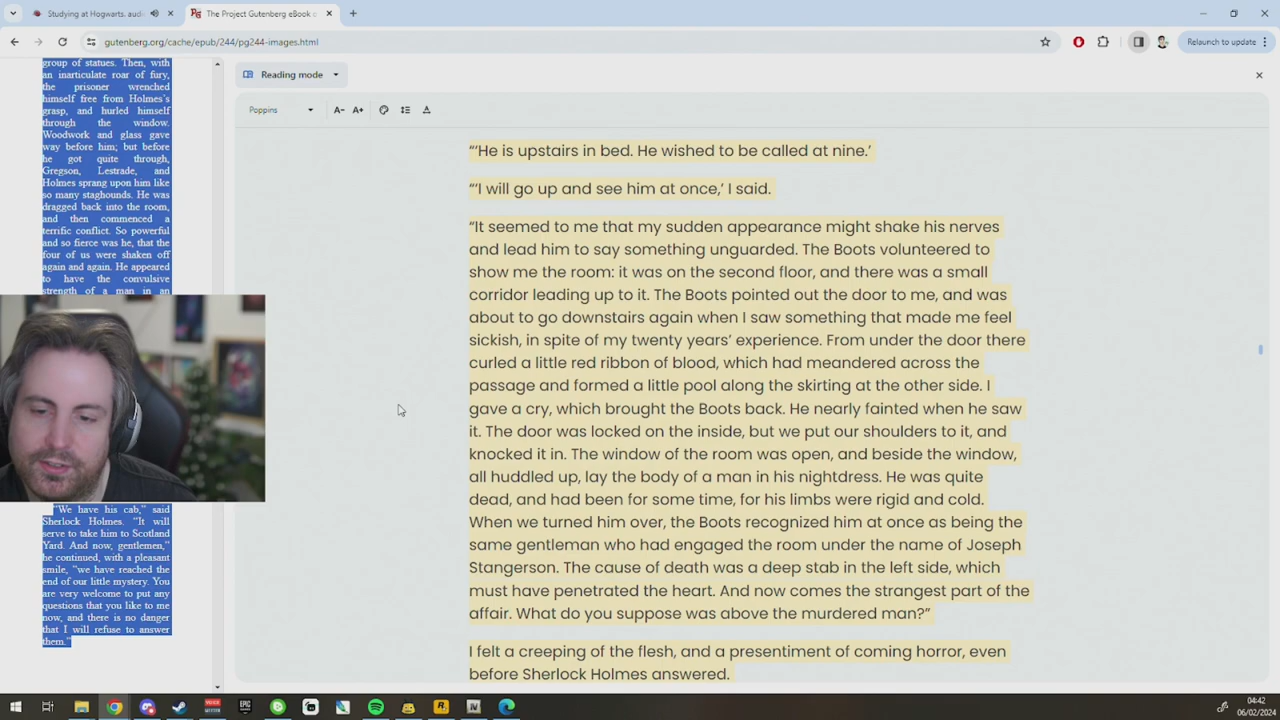 Studying at Hogwarts. audi
The Project Gutenberg eBook o
gutenberg.org/cache/epub/244/pg244-images.html
Relaunch to update
group of statues. Then, with
an inarticulate roar of fury,
the prisoner wrenched
himself free from Holmes's
grasp, and hurled himself
through the window.
Woodwork and glass gave
way before him; but before
he got quite through,
Gregson, Lestrade, and
Holmes sprang upon him like
so many staghounds. He was
dragged back into the room,
and then commenced a
terrific conflict. So powerful
and so fierce was he, that the
four of us were shaken off
again and again. He appeared
to have the convulsive
strength of a man in an
“We have his cab,” said
Sherlock Holmes. “It will
serve to take him to Scotland
Yard. And now, gentlemen,”
he continued, with a pleasant
smile, “we have reached the
end of our little mystery. You
are very welcome to put any
questions that you like to me
now, and there is no danger
that I will refuse to answer
them.”
Reading mode
Poppins
“‘He is upstairs in bed. He wished to be called at nine.’
“‘I will go up and see him at once,’ I said.
“It seemed to me that my sudden appearance might shake his nerves
and lead him to say something unguarded. The Boots volunteered to
show me the room: it was on the second floor, and there was a small
corridor leading up to it. The Boots pointed out the door to me, and was
about to go downstairs again when I saw something that made me feel
sickish, in spite of my twenty years’ experience. From under the door there
curled a little red ribbon of blood, which had meandered across the
passage and formed a little pool along the skirting at the other side. I
gave a cry, which brought the Boots back. He nearly fainted when he saw
it. The door was locked on the inside, but we put our shoulders to it, and
knocked it in. The window of the room was open, and beside the window,
all huddled up, lay the body of a man in his nightdress. He was quite
dead, and had been for some time, for his limbs were rigid and cold.
When we turned him over, the Boots recognized him at once as being the
same gentleman who had engaged the room under the name of Joseph
Stangerson. The cause of death was a deep stab in the left side, which
must have penetrated the heart. And now comes the strangest part of the
affair. What do you suppose was above the murdered man?”
I felt a creeping of the flesh, and a presentiment of coming horror, even
before Sherlock Holmes answered.
04:42
06/02/2024